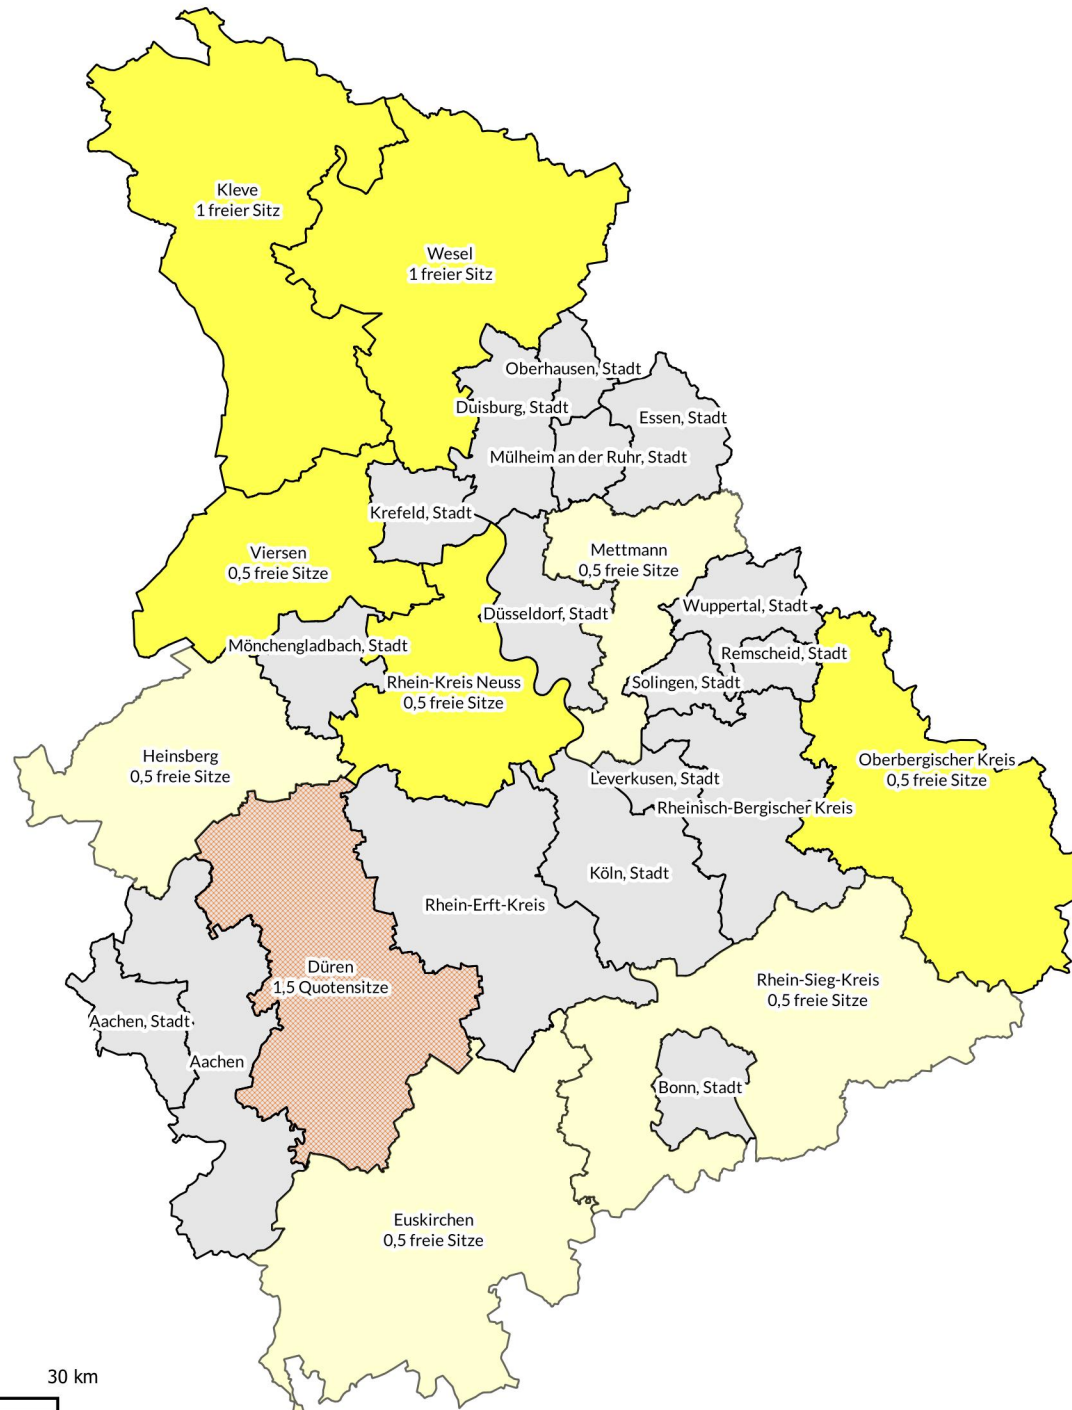 Kleve
1 freier Sitz
Wesel
1 freier Sitz
Oberhausen, Stadt
Duisburg, Stadt
Essen, Stadt
Mülheim an der Ruhr, Stadt
Krefeld, Stadt
Viersen
0,5 freie Sitze
Mettmann
0,5 freie Sitze
Düsseldorf, Stadt
Wuppertal, Stadt
Mönchengladbach, Stadt
Remscheid, Stadt
Rhein-Kreis Neuss
0,5 freie Sitze
Solingen, Stadt
Heinsberg
0,5 freie Sitze
Oberbergischer Kreis
0,5 freie Sitze
Leverkusen, Stadt
Rheinisch-Bergischer Kreis
Köln, Stadt
Rhein-Erft-Kreis
Düren
1,5 Quotensitze
Rhein-Sieg-Kreis
0,5 freie Sitze
Aachen, Stadt
Aachen
Bonn, Stadt
Euskirchen
0,5 freie Sitze
30 km